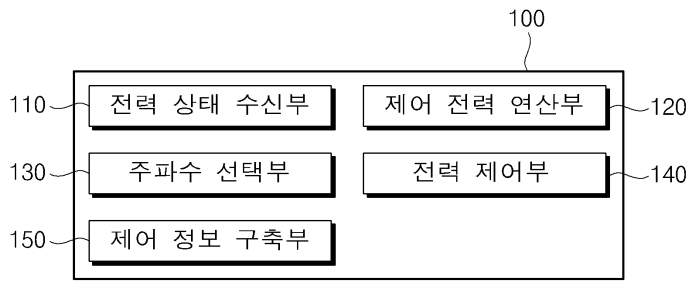 100
110 전력 상태 수신부 제어 전력 연산부 120
130 주파수 선택부 전력 제어부 140
150 제어 정보 구축부